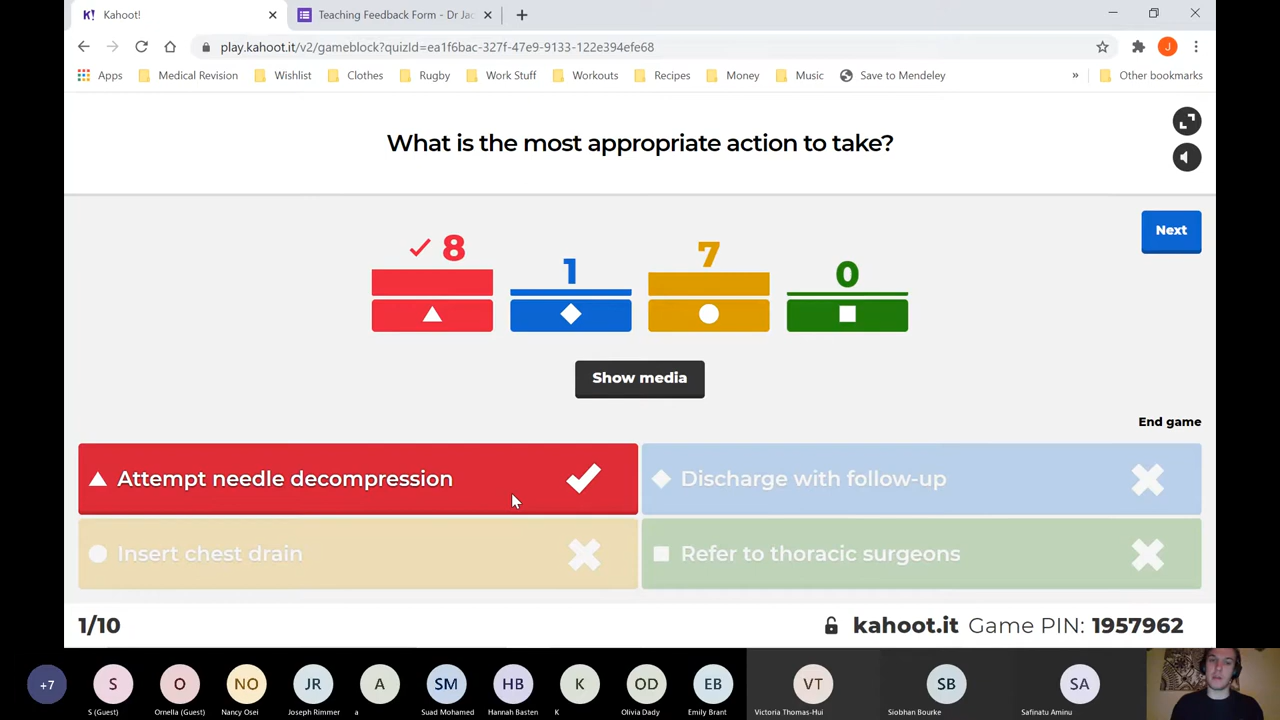 K! Kahoot!
Teaching Feedback Form - Dr Jac
play.kahoot.it/v2/gameblock?quizId=ea1f6bac-327f-47e9-9133-122e394efe68
J
Apps Medical Revision Wishlist Clothes Rugby Work Stuff Workouts Recipes Money Music Save to Mendeley » Other bookmarks
What is the most appropriate action to take?
Next
8 1 7 0
Show media
End game
Attempt needle decompression
Discharge with follow-up
Insert chest drain
Refer to thoracic surgeons
1/10
kahoot.it Game PIN: 1957962
+7 S O NO JR A SM HB K OD EB VT SB SA
S (Guest) Ornella (Guest) Nancy Osei Joseph Rimmer a Suad Mohamed Hannah Basten K Olivia Dady Emily Brant Victoria Thomas-Hui Siobhan Bourke Safinatu Aminu